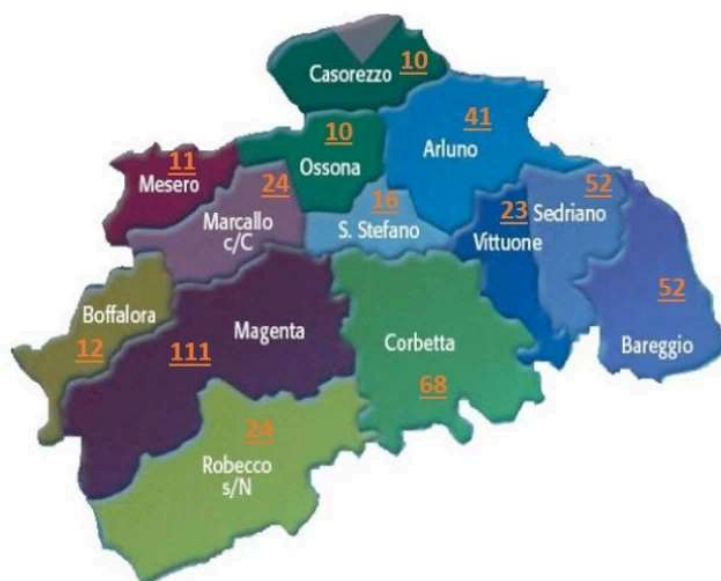 Casorezzo 10
10
Ossona
41
Arluno
11
Mesero
24
Marcallo
c/C
16
S. Stefano
23
Vittuone
52
Sedriano
52
Bareggio
Boffalora
12
Magenta
111
Corbetta
68
24
Robecco
s/N